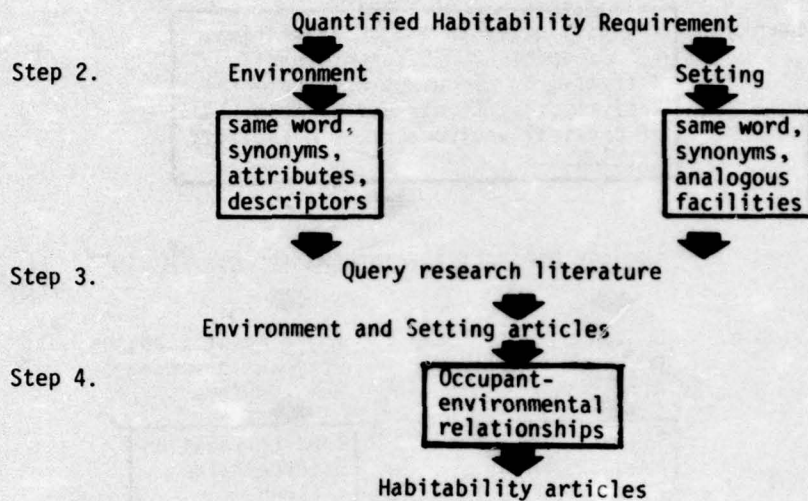 Quantified Habitability Requirement
Step 2.
Environment
Setting
same word,
synonyms,
attributes,
descriptors
same word,
synonyms,
analogous
facilities
Step 3.
Query research literature
Environment and Setting articles
Step 4.
Occupant-
environmental
relationships
Habitability articles